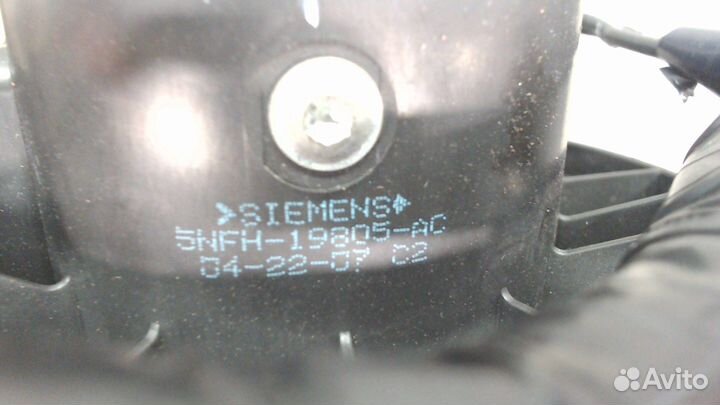 >SIEMENS<
5NFH-19805-AC
04-22-07 C2
Avito